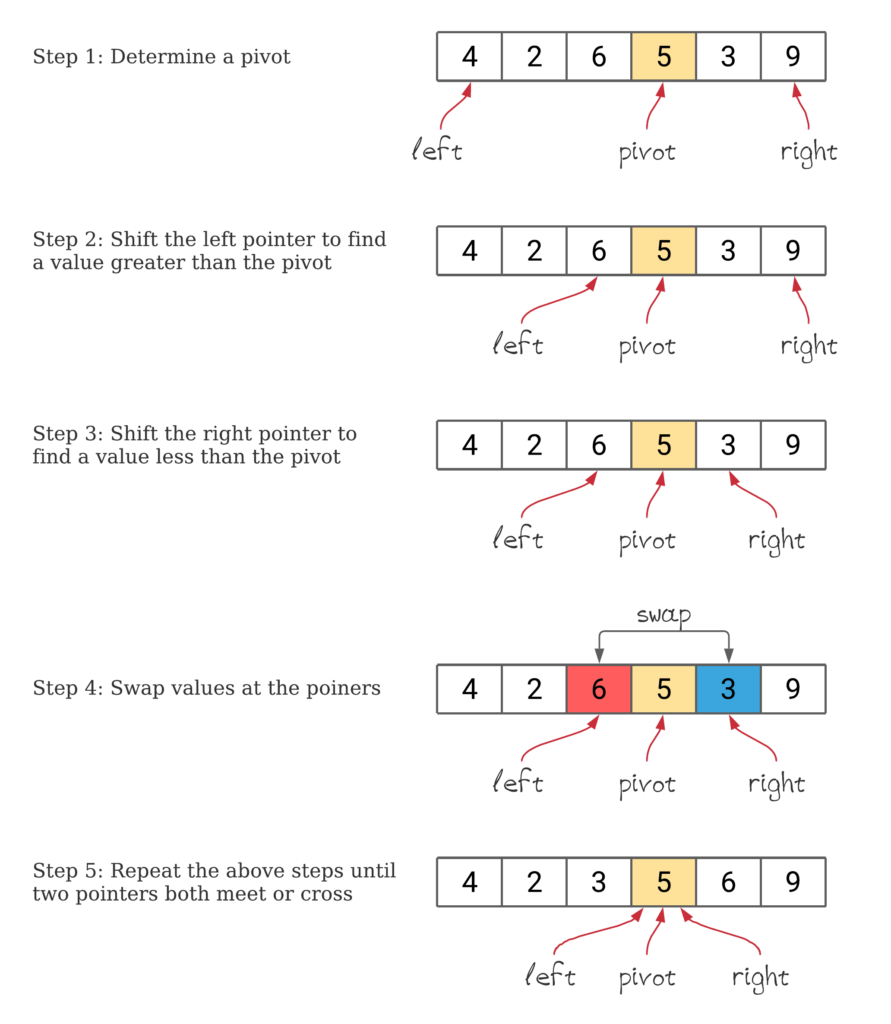 Step 1: Determine a pivot
4 2 6 5 3 9
left pivot right
Step 2: Shift the left pointer to find
a value greater than the pivot
4 2 6 5 3 9
left pivot right
Step 3: Shift the right pointer to
find a value less than the pivot
4 2 6 5 3 9
left pivot right
swap
Step 4: Swap values at the poiners
4 2 6 5 3 9
left pivot right
Step 5: Repeat the above steps until
two pointers both meet or cross
4 2 3 5 6 9
left pivot right